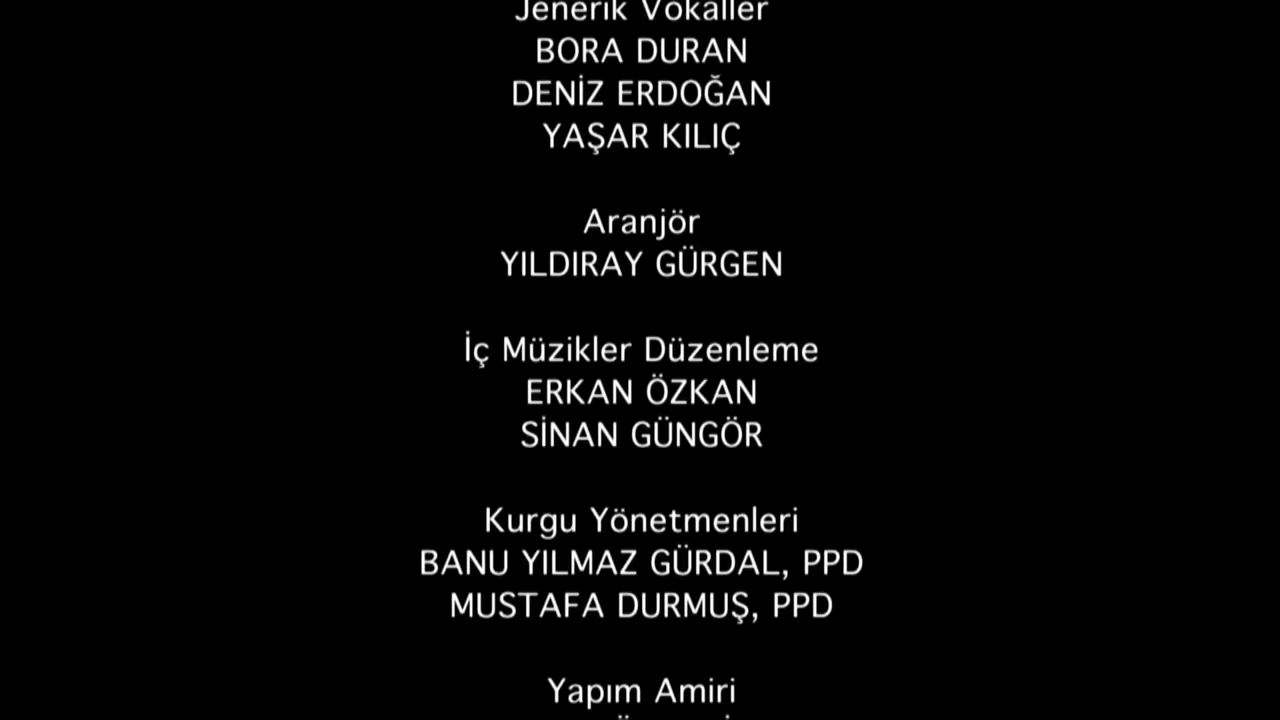 Jenerik Vokaller
BORA DURAN
DENİZ ERDOĞAN
YAŞAR KILIÇ
Aranjör
YILDIRAY GÜRGEN
İç Müzikler Düzenleme
ERKAN ÖZKAN
SİNAN GÜNGÖR
Kurgu Yönetmenleri
BANU YILMAZ GÜRDAL, PPD
MUSTAFA DURMUŞ, PPD
Yapım Amiri